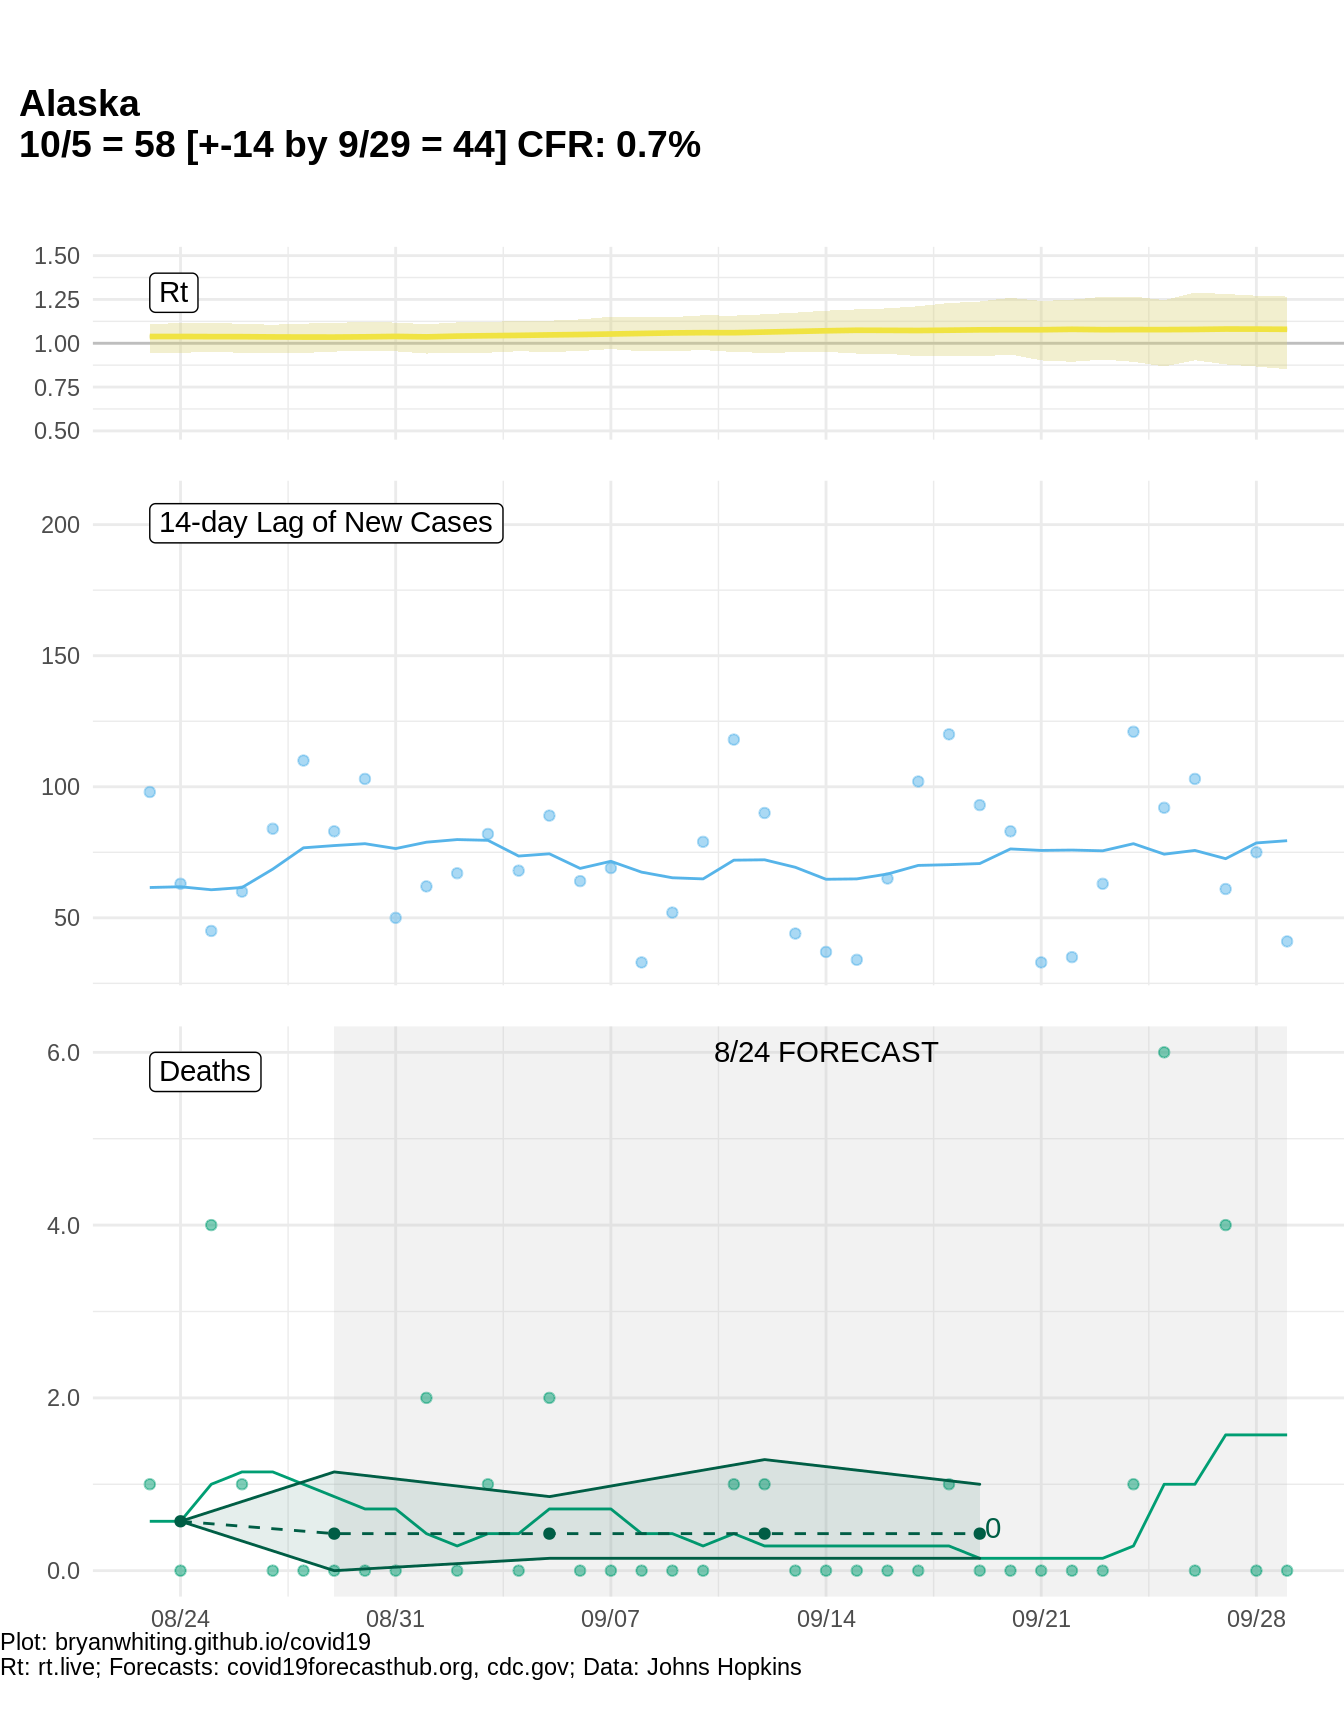 Alaska
10/5 = 58 [+-14 by 9/29 = 44] CFR: 0.7%
1.50
Rt
1.25
1.00
0.75
0.50
14-day Lag of New Cases
200
150
100
50
8/24 FORECAST
6.0
Deaths
4.0
2.0
0
0.0
08/24 08/31 09/07 09/14 09/21 09/28
Plot: bryanwhiting.github.io/covid19
Rt: rt.live; Forecasts: covid19forecasthub.org, cdc.gov; Data: Johns Hopkins